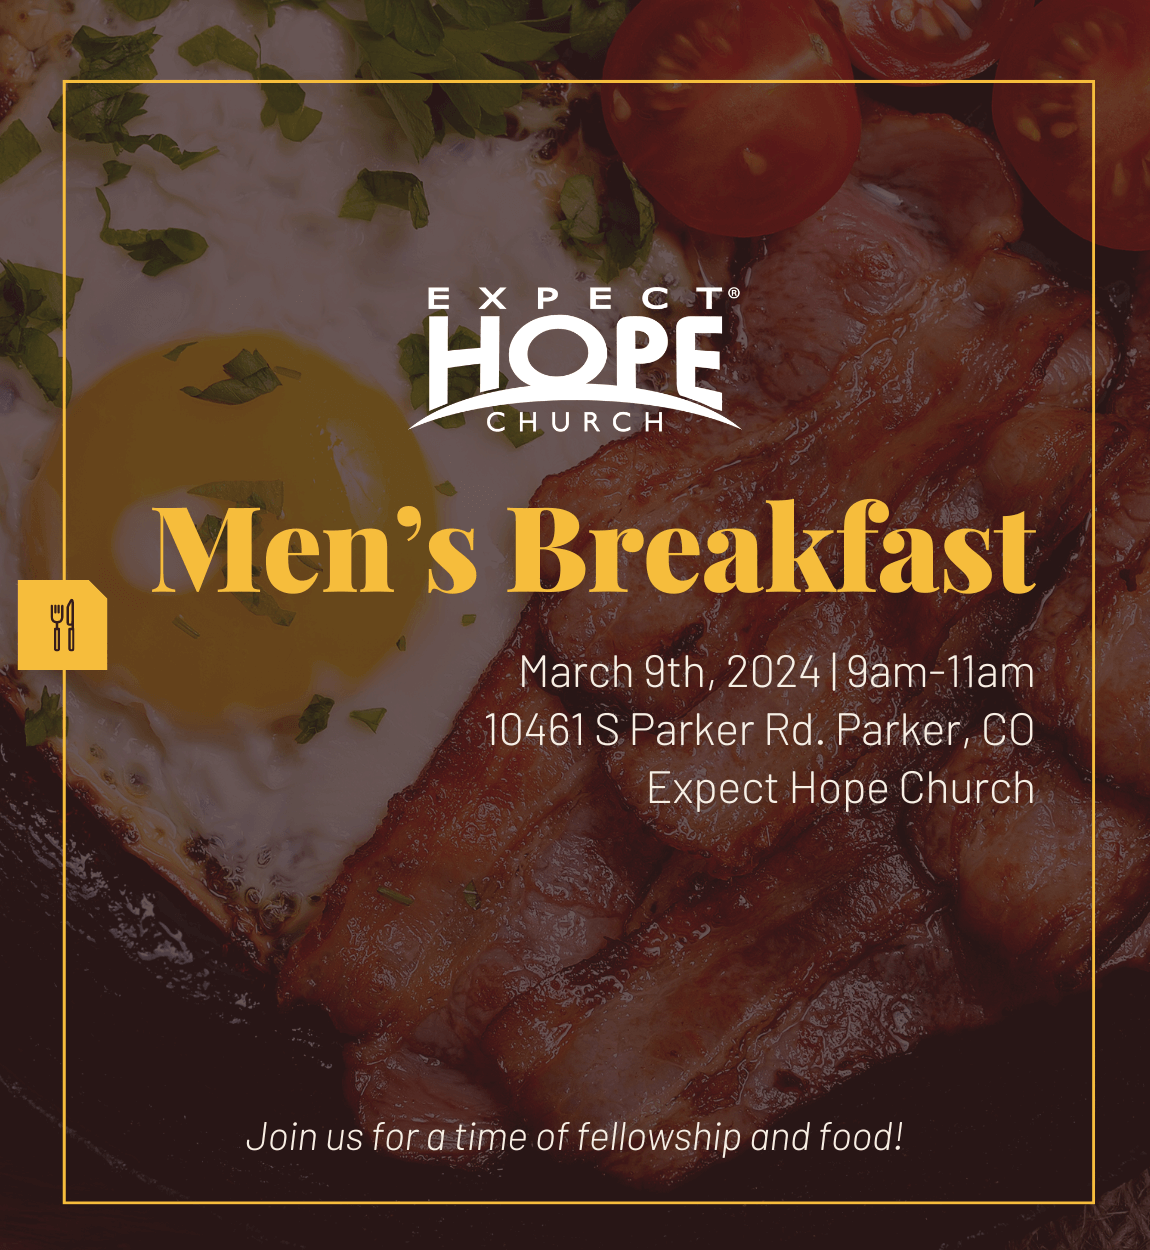 EXPECT®
HOPE
CHURCH
Men’s Breakfast
March 9th, 2024 | 9am-11am
10461 S Parker Rd. Parker, CO
Expect Hope Church
Join us for a time of fellowship and food!